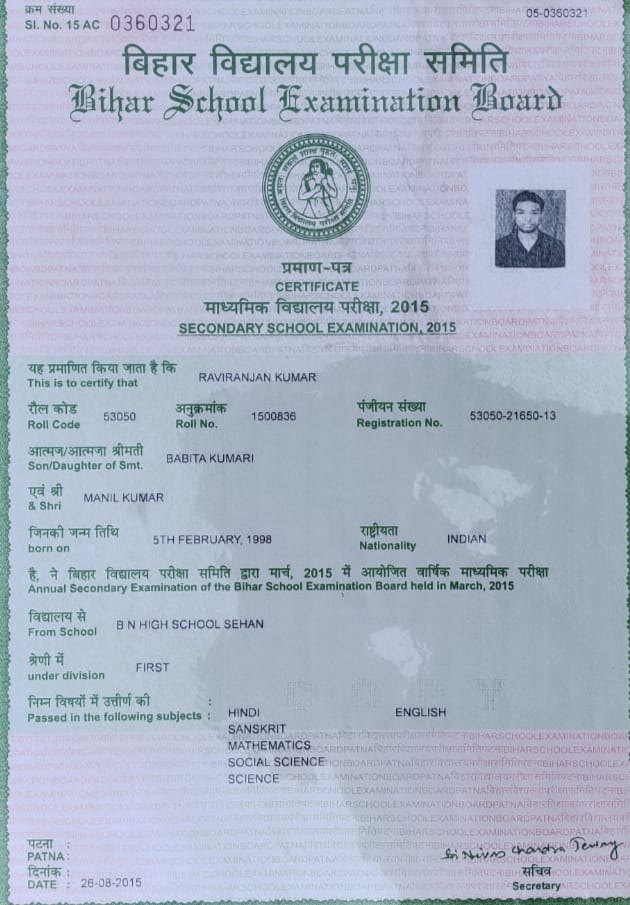 क्रम संख्या
Sl. No. 15 AC 0360321
05-0360321
बिहार विद्यालय परीक्षा समिति
Bihar School Examination Board
प्रमाण-पत्र
CERTIFICATE
माध्यमिक विद्यालय परीक्षा, 2015
SECONDARY SCHOOL EXAMINATION, 2015
यह प्रमाणित किया जाता है कि
This is to certify that RAVIRANJAN KUMAR
रौल कोड अनुक्रमांक पंजीयन संख्या
Roll Code 53050 Roll No. 1500836 Registration No. 53050-21650-13
आत्मज/आत्मजा श्रीमती
Son/Daughter of Smt. BABITA KUMARI
एवं श्री
& Shri MANIL KUMAR
जिनकी जन्म तिथि राष्ट्रीयता
born on 5TH FEBRUARY, 1998 Nationality INDIAN
है, ने बिहार विद्यालय परीक्षा समिति द्वारा मार्च, 2015 में आयोजित वार्षिक माध्यमिक परीक्षा
Annual Secondary Examination of the Bihar School Examination Board held in March, 2015
विद्यालय से
From School B N HIGH SCHOOL SEHAN
श्रेणी में
under division FIRST
निम्न विषयों में उत्तीर्ण की :
Passed in the following subjects : HINDI ENGLISH
SANSKRIT
MATHEMATICS
SOCIAL SCIENCE
SCIENCE
पटना :
PATNA :
दिनांक :
DATE : 26-08-2015
सचिव
Secretary